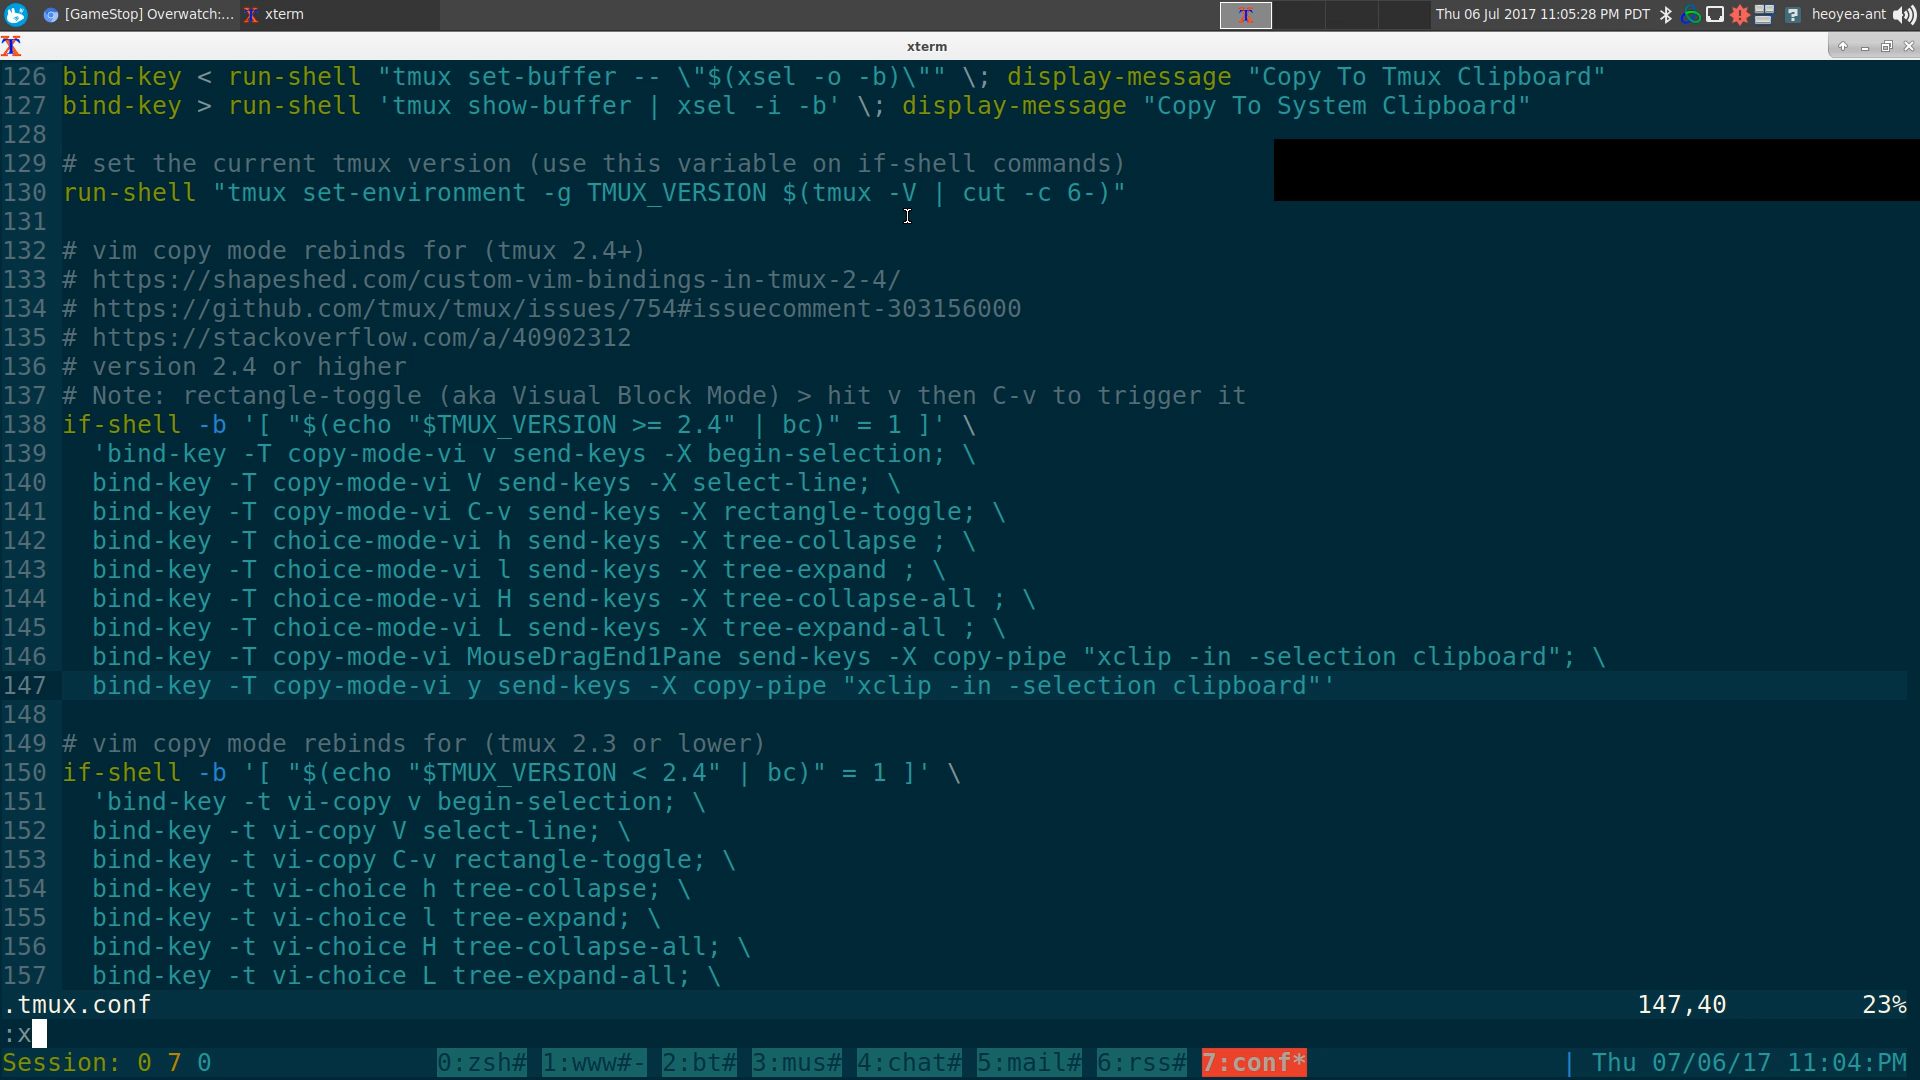 [GameStop] Overwatch:... xterm Thu 06 Jul 2017 11:05:28 PM PDT heoyea-ant
xterm
126 bind-key < run-shell "tmux set-buffer -- \"$(xsel -o -b)\"" \; display-message "Copy To Tmux Clipboard"
127 bind-key > run-shell 'tmux show-buffer | xsel -i -b' \; display-message "Copy To System Clipboard"
128
129 # set the current tmux version (use this variable on if-shell commands)
130 run-shell "tmux set-environment -g TMUX_VERSION $(tmux -V | cut -c 6-)"
131
132 # vim copy mode rebinds for (tmux 2.4+)
133 # https://shapeshed.com/custom-vim-bindings-in-tmux-2-4/
134 # https://github.com/tmux/tmux/issues/754#issuecomment-303156000
135 # https://stackoverflow.com/a/40902312
136 # version 2.4 or higher
137 # Note: rectangle-toggle (aka Visual Block Mode) > hit v then C-v to trigger it
138 if-shell -b '[ "$(echo "$TMUX_VERSION >= 2.4" | bc)" = 1 ]' \
139   'bind-key -T copy-mode-vi v send-keys -X begin-selection; \
140   bind-key -T copy-mode-vi V send-keys -X select-line; \
141   bind-key -T copy-mode-vi C-v send-keys -X rectangle-toggle; \
142   bind-key -T choice-mode-vi h send-keys -X tree-collapse ; \
143   bind-key -T choice-mode-vi l send-keys -X tree-expand ; \
144   bind-key -T choice-mode-vi H send-keys -X tree-collapse-all ; \
145   bind-key -T choice-mode-vi L send-keys -X tree-expand-all ; \
146   bind-key -T copy-mode-vi MouseDragEnd1Pane send-keys -X copy-pipe "xclip -in -selection clipboard"; \
147   bind-key -T copy-mode-vi y send-keys -X copy-pipe "xclip -in -selection clipboard"'
148
149 # vim copy mode rebinds for (tmux 2.3 or lower)
150 if-shell -b '[ "$(echo "$TMUX_VERSION < 2.4" | bc)" = 1 ]' \
151   'bind-key -t vi-copy v begin-selection; \
152   bind-key -t vi-copy V select-line; \
153   bind-key -t vi-copy C-v rectangle-toggle; \
154   bind-key -t vi-choice h tree-collapse; \
155   bind-key -t vi-choice l tree-expand; \
156   bind-key -t vi-choice H tree-collapse-all; \
157   bind-key -t vi-choice L tree-expand-all; \
.tmux.conf 147,40 23%
:x
Session: 0 7 0 0:zsh# 1:www#- 2:bt# 3:mus# 4:chat# 5:mail# 6:rss# 7:conf* | Thu 07/06/17 11:04:PM